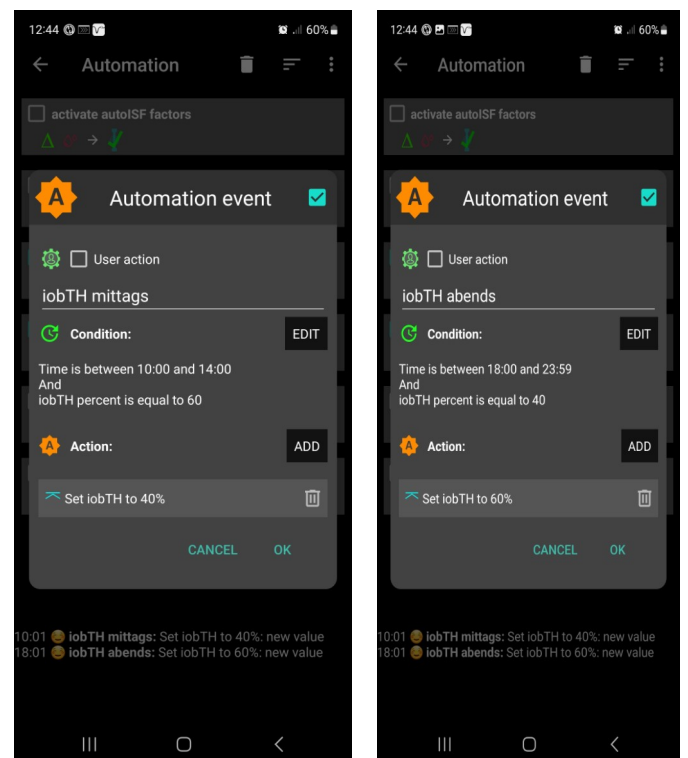 12:44 60%
Automation
activate autoISF factors
A Automation event
User action
iobTH mittags
Condition: EDIT
Time is between 10:00 and 14:00
And
iobTH percent is equal to 60
A Action: ADD
Set iobTH to 40%
CANCEL OK
10:01 iobTH mittags: Set iobTH to 40%: new value
18:01 iobTH abends: Set iobTH to 60%: new value
12:44 60%
Automation
activate autoISF factors
A Automation event
User action
iobTH abends
Condition: EDIT
Time is between 18:00 and 23:59
And
iobTH percent is equal to 40
A Action: ADD
Set iobTH to 60%
CANCEL OK
10:01 iobTH mittags: Set iobTH to 40%: new value
18:01 iobTH abends: Set iobTH to 60%: new value